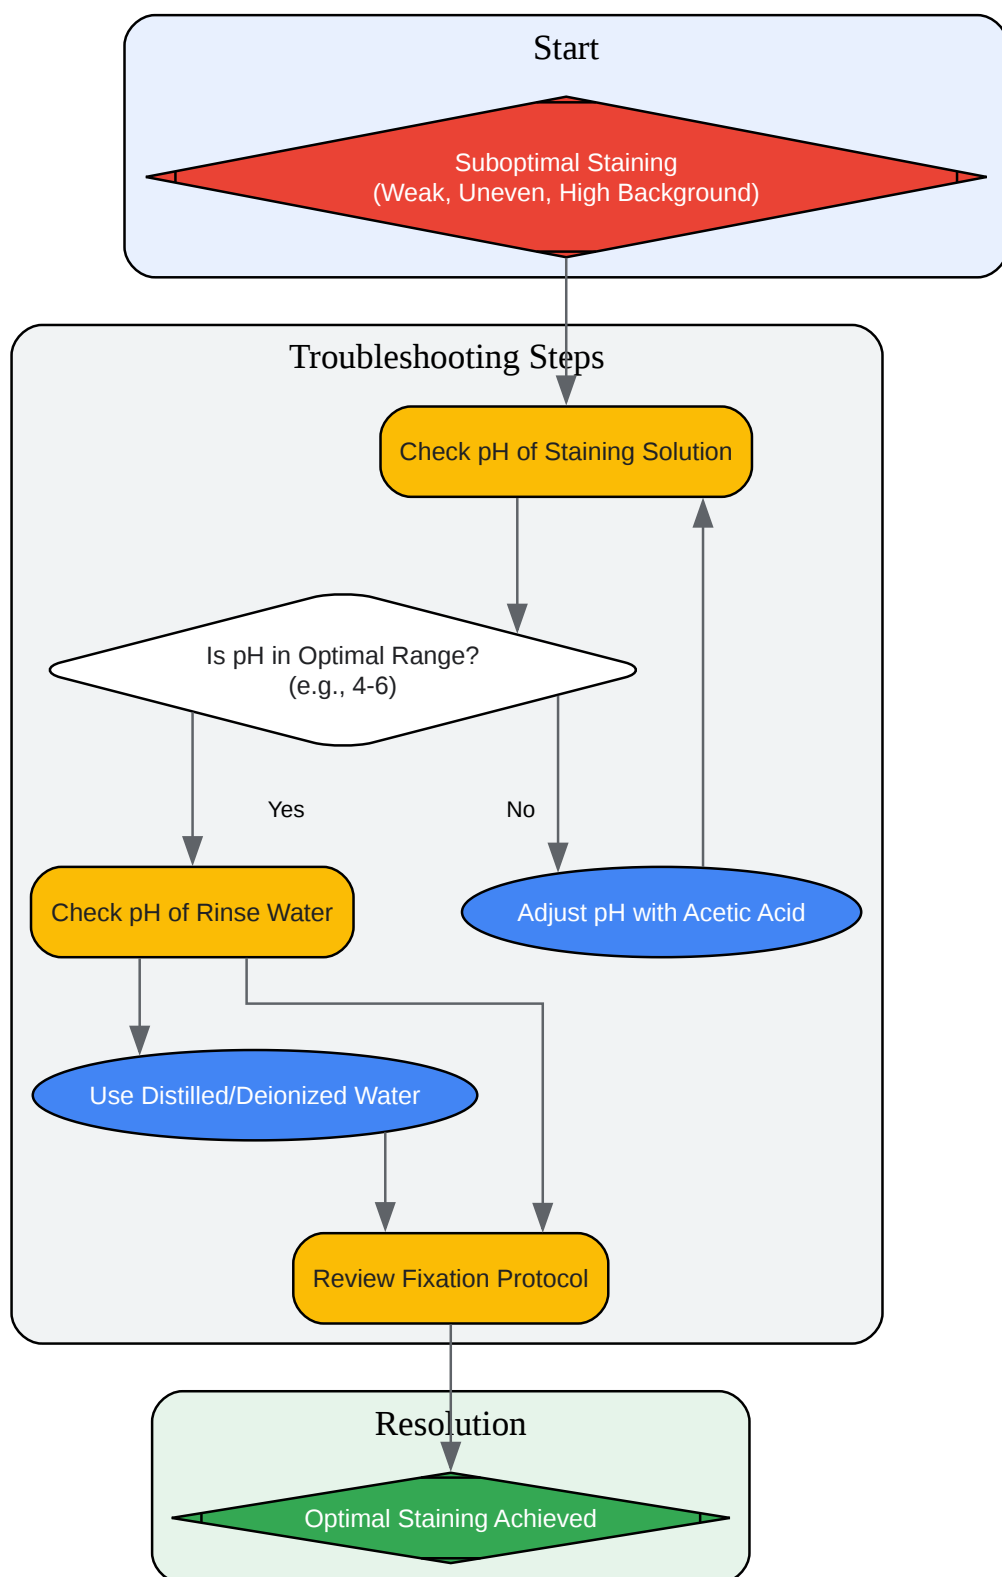 Start
Suboptimal Staining
(Weak, Uneven, High Background)
Troubleshooting Steps
Check pH of Staining Solution
Is pH in Optimal Range?
(e.g., 4-6)
Yes
No
Check pH of Rinse Water
Adjust pH with Acetic Acid
Use Distilled/Deionized Water
Review Fixation Protocol
Resolution
Optimal Staining Achieved